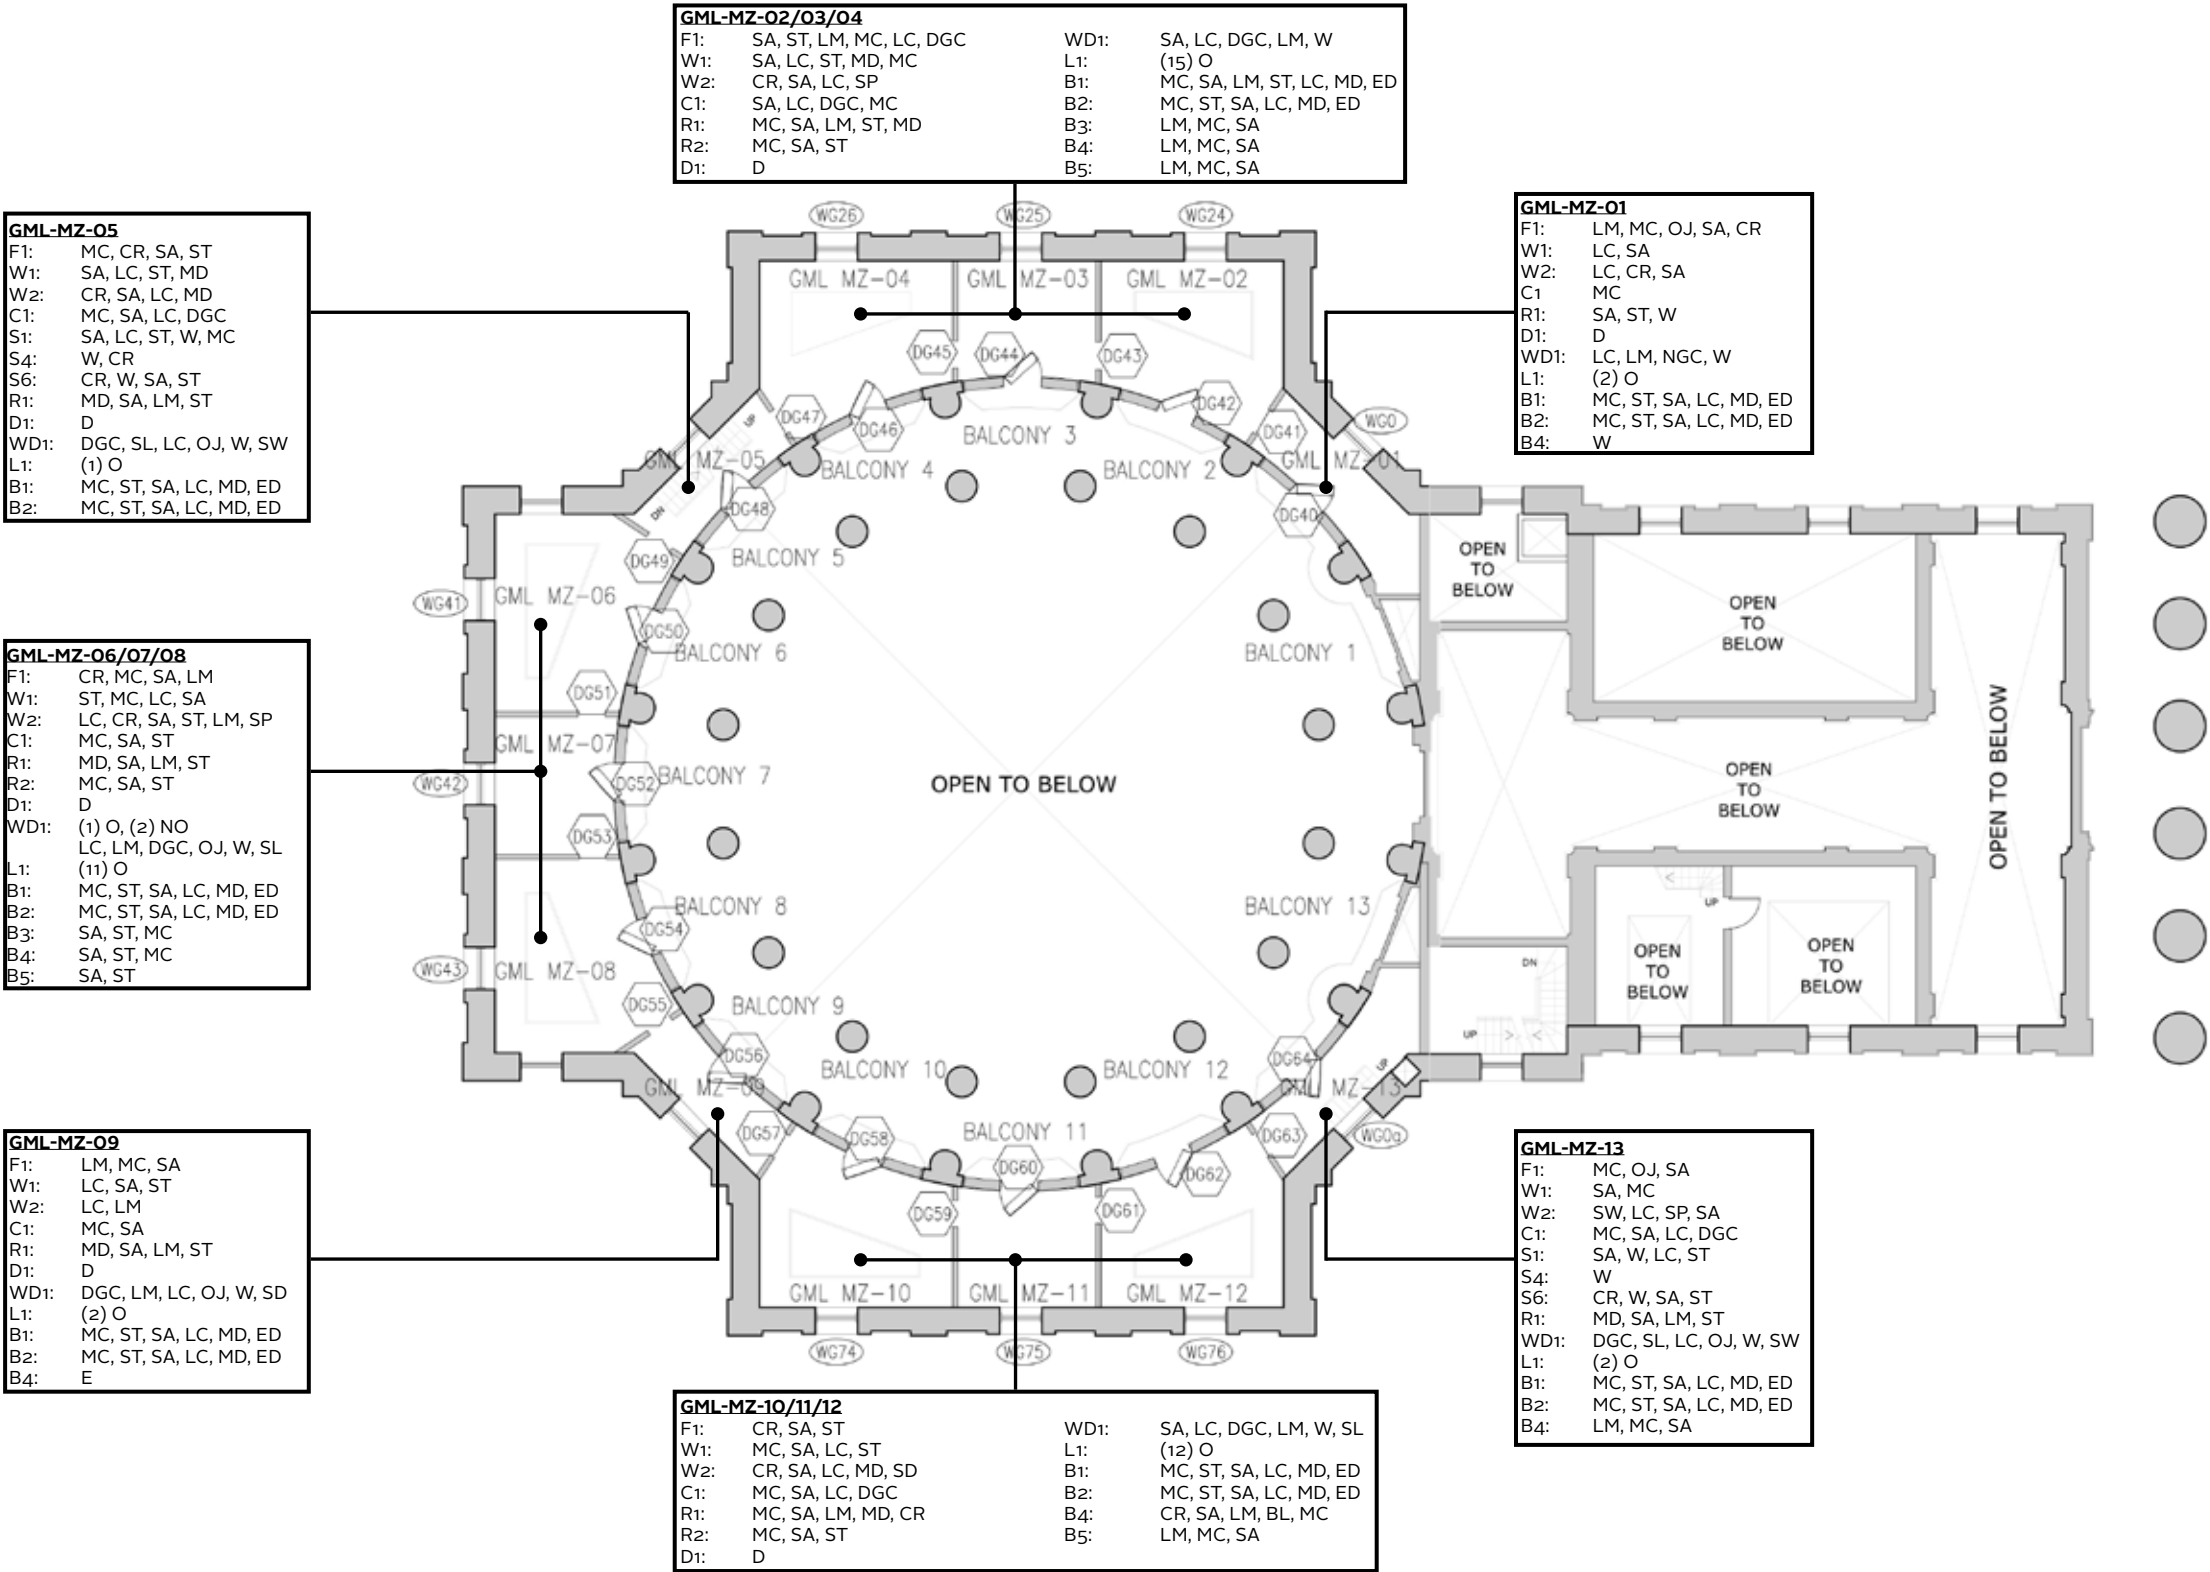 GML-MZ-02/03/04
F1: SA, ST, LM, MC, LC, DGC
W1: SA, LC, ST, MD, MC
W2: CR, SA, LC, SP
C1: SA, LC, DGC, MC
R1: MC, SA, LM, ST, MD
R2: MC, SA, ST
D1: D
WD1: SA, LC, DGC, LM, W
L1: (15) O
B1: MC, SA, LM, ST, LC, MD, ED
B2: MC, ST, SA, LC, MD, ED
B3: LM, MC, SA
B4: LM, MC, SA
B5: LM, MC, SA
GML-MZ-01
F1: LM, MC, OJ, SA, CR
W1: LC, SA
W2: LC, CR, SA
C1 MC
R1: SA, ST, W
D1: D
WD1: LC, LM, NGC, W
L1: (2) O
B1: MC, ST, SA, LC, MD, ED
B2: MC, ST, SA, LC, MD, ED
B4: W
GML-MZ-05
F1: MC, CR, SA, ST
W1: SA, LC, ST, MD
W2: CR, SA, LC, MD
C1: MC, SA, LC, DGC
S1: SA, LC, ST, W, MC
S4: W, CR
S6: CR, W, SA, ST
R1: MD, SA, LM, ST
D1: D
WD1: DGC, SL, LC, OJ, W, SW
L1: (1) O
B1: MC, ST, SA, LC, MD, ED
B2: MC, ST, SA, LC, MD, ED
GML-MZ-06/07/08
F1: CR, MC, SA, LM
W1: ST, MC, LC, SA
W2: LC, CR, SA, ST, LM, SP
C1: MC, SA, ST
R1: MD, SA, LM, ST
R2: MC, SA, ST
D1: D
WD1: (1) O, (2) NO
LC, LM, DGC, OJ, W, SL
L1: (11) O
B1: MC, ST, SA, LC, MD, ED
B2: MC, ST, SA, LC, MD, ED
B3: SA, ST, MC
B4: SA, ST, MC
B5: SA, ST
GML-MZ-09
F1: LM, MC, SA
W1: LC, SA, ST
W2: LC, LM
C1: MC, SA
R1: MD, SA, LM, ST
D1: D
WD1: DGC, LM, LC, OJ, W, SD
L1: (2) O
B1: MC, ST, SA, LC, MD, ED
B2: MC, ST, SA, LC, MD, ED
B4: E
GML-MZ-10/11/12
F1: CR, SA, ST
W1: MC, SA, LC, ST
W2: CR, SA, LC, MD, SD
C1: MC, SA, LC, DGC
R1: MC, SA, LM, MD, CR
R2: MC, SA, ST
D1: D
WD1: SA, LC, DGC, LM, W, SL
L1: (12) O
B1: MC, ST, SA, LC, MD, ED
B2: MC, ST, SA, LC, MD, ED
B4: CR, SA, LM, BL, MC
B5: LM, MC, SA
GML-MZ-13
F1: MC, OJ, SA
W1: SA, MC
W2: SW, LC, SP, SA
C1: MC, SA, LC, DGC
S1: SA, W, LC, ST
S4: W
S6: CR, W, SA, ST
R1: MD, SA, LM, ST
WD1: DGC, SL, LC, OJ, W, SW
L1: (2) O
B1: MC, ST, SA, LC, MD, ED
B2: MC, ST, SA, LC, MD, ED
B4: LM, MC, SA
WG26
WG25
WG24
GML MZ-04
GML MZ-03
GML MZ-02
DG45
DG44
DG43
DG47
DG46
DG42
DG41
WG0
BALCONY 3
BALCONY 4
BALCONY 2
UP
GML MZ-05
GML MZ-01
DN
DG48
DG40
BALCONY 5
DG49
OPEN
TO
BELOW
WG41
GML MZ-06
DG50
BALCONY 6
BALCONY 1
OPEN
TO
BELOW
DG51
GML MZ-07
WG42
DG52
BALCONY 7
OPEN TO BELOW
OPEN
TO
BELOW
OPEN TO BELOW
DG53
BALCONY 8
BALCONY 13
UP
DG54
WG43
GML MZ-08
DN
OPEN
TO
BELOW
OPEN
TO
BELOW
DG55
BALCONY 9
UP
DG56
BALCONY 10
BALCONY 12
DG64
UP
GML MZ-09
GML MZ-13
DG57
DG58
BALCONY 11
DG63
WG0a
DG60
DG62
DG59
DG61
GML MZ-10
GML MZ-11
GML MZ-12
WG74
WG75
WG76